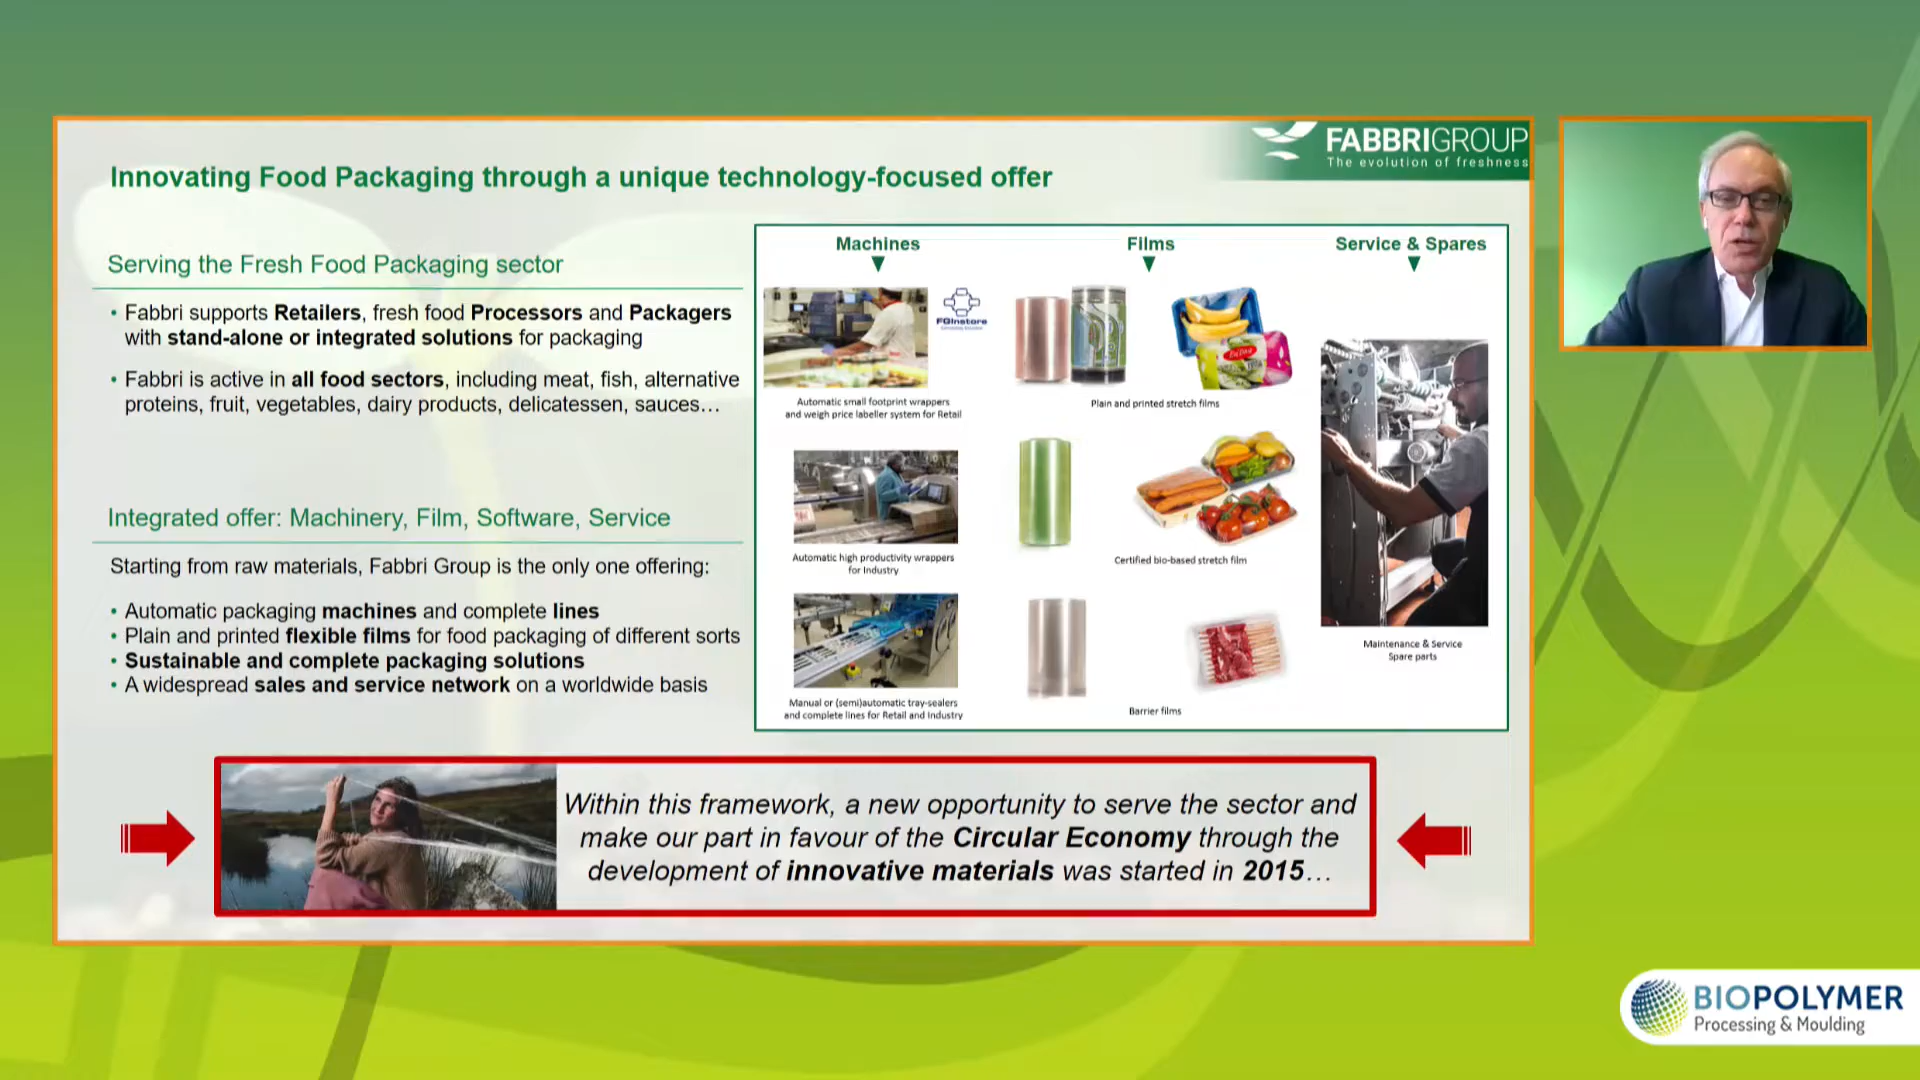 FABBRIGROUP
The evolution of freshness
Innovating Food Packaging through a unique technology-focused offer
Serving the Fresh Food Packaging sector
• Fabbri supports Retailers, fresh food Processors and Packagers
with stand-alone or integrated solutions for packaging
• Fabbri is active in all food sectors, including meat, fish, alternative
proteins, fruit, vegetables, dairy products, delicatessen, sauces…
Integrated offer: Machinery, Film, Software, Service
Starting from raw materials, Fabbri Group is the only one offering:
• Automatic packaging machines and complete lines
• Plain and printed flexible films for food packaging of different sorts
• Sustainable and complete packaging solutions
• A widespread sales and service network on a worldwide basis
Machines
FGInstore
Automatic small footprint wrappers
and weigh price labeller system for Retail
Automatic high productivity wrappers
for Industry
Manual or (semi)automatic tray-sealers
and complete lines for Retail and Industry
Films
Plain and printed stretch films
Certified bio-based stretch film
Barrier films
Service & Spares
Maintenance & Service
Spare parts
Within this framework, a new opportunity to serve the sector and
make our part in favour of the Circular Economy through the
development of innovative materials was started in 2015…
BIOPOLYMER
Processing & Moulding